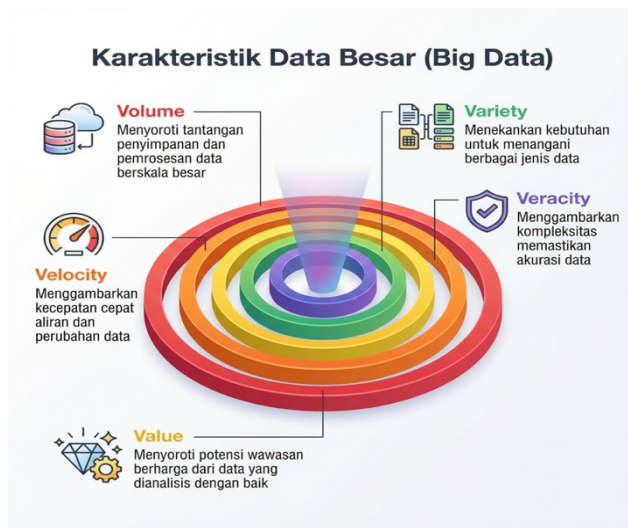 Karakteristik Data Besar (Big Data)
Volume
Menyoroti tantangan
penyimpanan dan
pemrosesan data
berskala besar
Variety
Menekankan kebutuhan
untuk menangani
berbagai jenis data
Veracity
Menggambarkan
kompleksitas
memastikan
akurasi data
Velocity
Menggambarkan
kecepatan cepat
aliran dan
perubahan data
Value
Menyoroti potensi wawasan
berharga dari data yang
dianalisis dengan baik